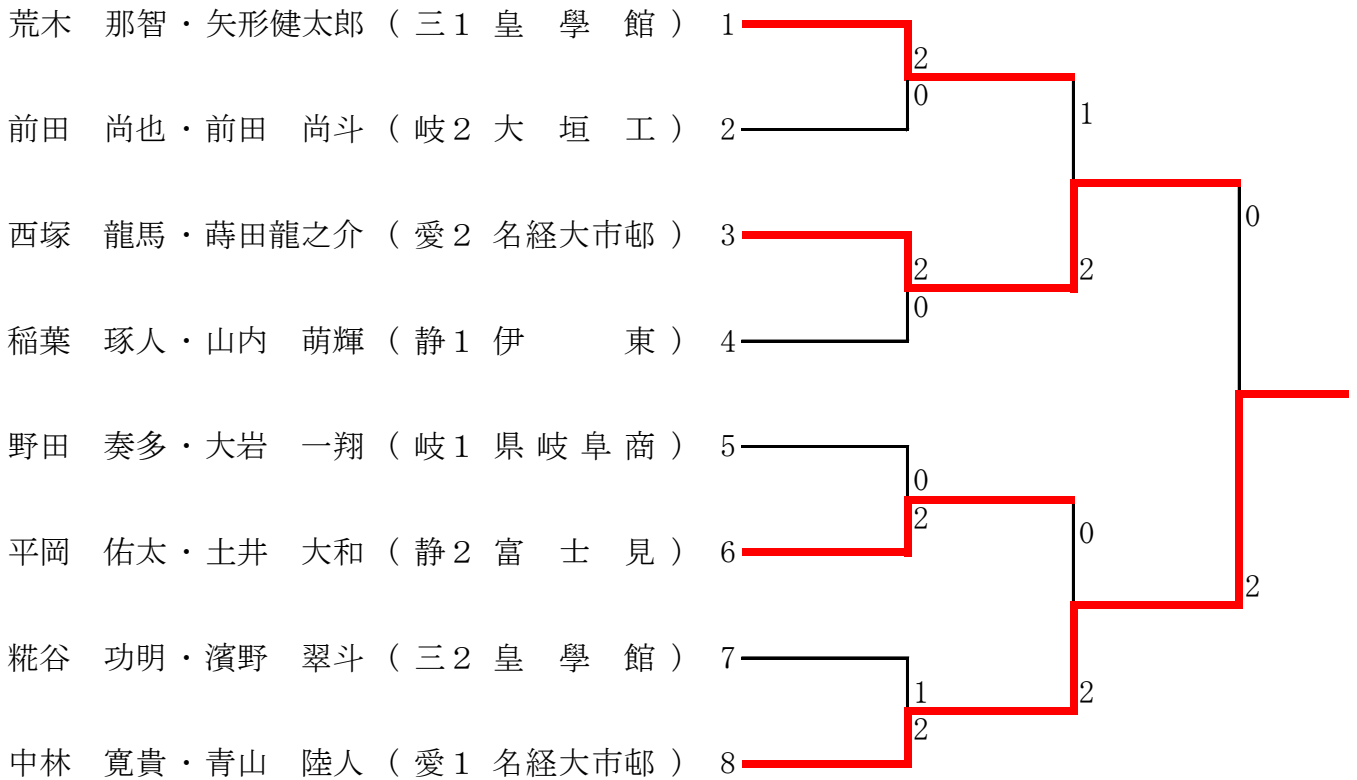 荒木　那智・矢形健太郎 （ 三１ 皇　學　館 ） 1
2
0
1
前田　尚也・前田　尚斗 （ 岐２ 大　垣　工 ） 2
西塚　龍馬・蒔田龍之介 （ 愛２ 名経大市邨 ） 3
0
2
2
0
稲葉　琢人・山内　萌輝 （ 静１ 伊　　　東 ） 4
野田　奏多・大岩　一翔 （ 岐１ 県岐阜商 ） 5
0
2
0
平岡　佑太・土井　大和 （ 静２ 富　士　見 ） 6
2
糀谷　功明・濱野　翠斗 （ 三２ 皇　學　館 ） 7
1
2
2
中林　寛貴・青山　陸人 （ 愛１ 名経大市邨 ） 8